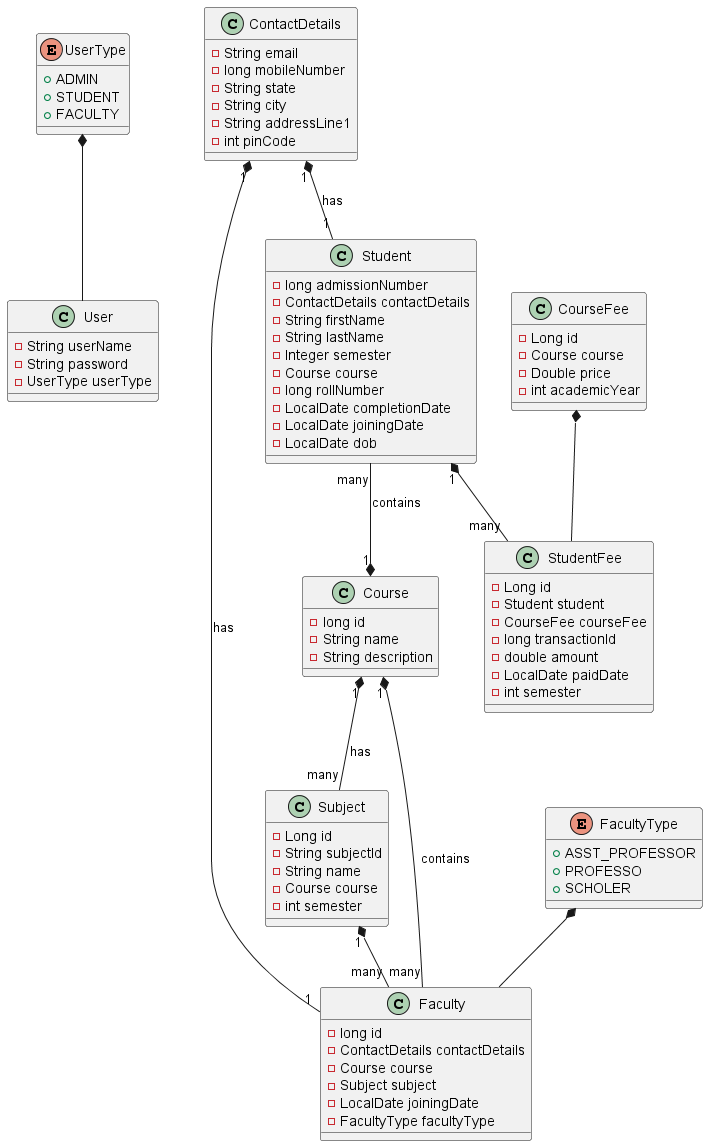 E UserType
ADMIN
STUDENT
FACULTY
C ContactDetails
String email
long mobileNumber
String state
String city
String addressLine1
int pinCode
1
1
has
1
C Student
long admissionNumber
ContactDetails contactDetails
String firstName
String lastName
Integer semester
Course course
long rollNumber
LocalDate completionDate
LocalDate joiningDate
LocalDate dob
C User
String userName
String password
UserType userType
C CourseFee
Long id
Course course
Double price
int academicYear
many
1
contains
many
1
C StudentFee
Long id
Student student
CourseFee courseFee
long transactionId
double amount
LocalDate paidDate
int semester
C Course
long id
String name
String description
has
1
1
has
many
C Subject
Long id
String subjectId
String name
Course course
int semester
contains
E FacultyType
ASST_PROFESSOR
PROFESSO
SCHOLER
1
many
many
1
C Faculty
long id
ContactDetails contactDetails
Course course
Subject subject
LocalDate joiningDate
FacultyType facultyType